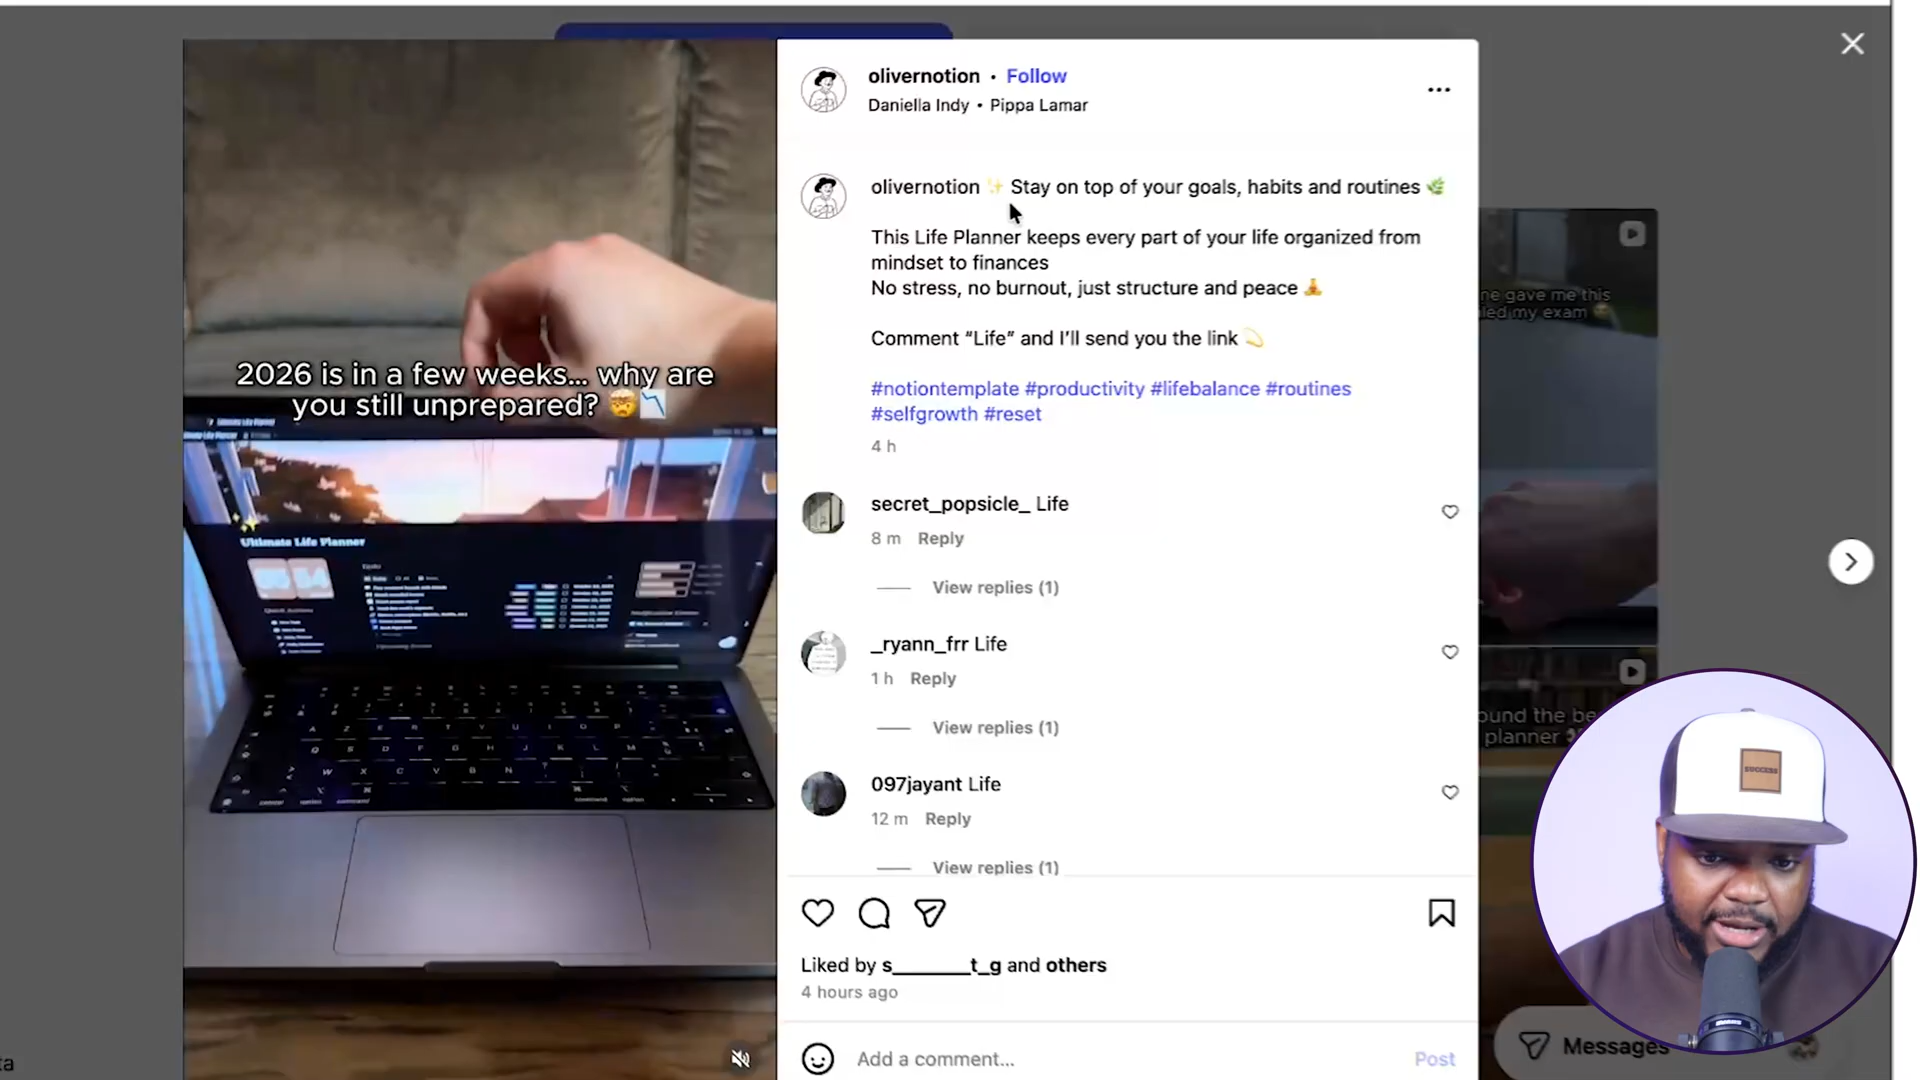 olivernotion • Follow
Daniella Indy • Pippa Lamar
olivernotion ✨ Stay on top of your goals, habits and routines 🌿
This Life Planner keeps every part of your life organized from
mindset to finances
No stress, no burnout, just structure and peace 🧘
Comment “Life” and I’ll send you the link 💫
#notiontemplate #productivity #lifebalance #routines
#selfgrowth #reset
4 h
secret_popsicle_ Life
8 m Reply
View replies (1)
_ryann_frr Life
1 h Reply
View replies (1)
097jayant Life
12 m Reply
View replies (1)
Liked by s_______t_g and others
4 hours ago
Add a comment... Post
2026 is in a few weeks... why are
you still unprepared? 🤯📉
Ultimate Life Planner
ne gave me this
led my exam
ound the be
planner
SUCCESS
Messages
ta